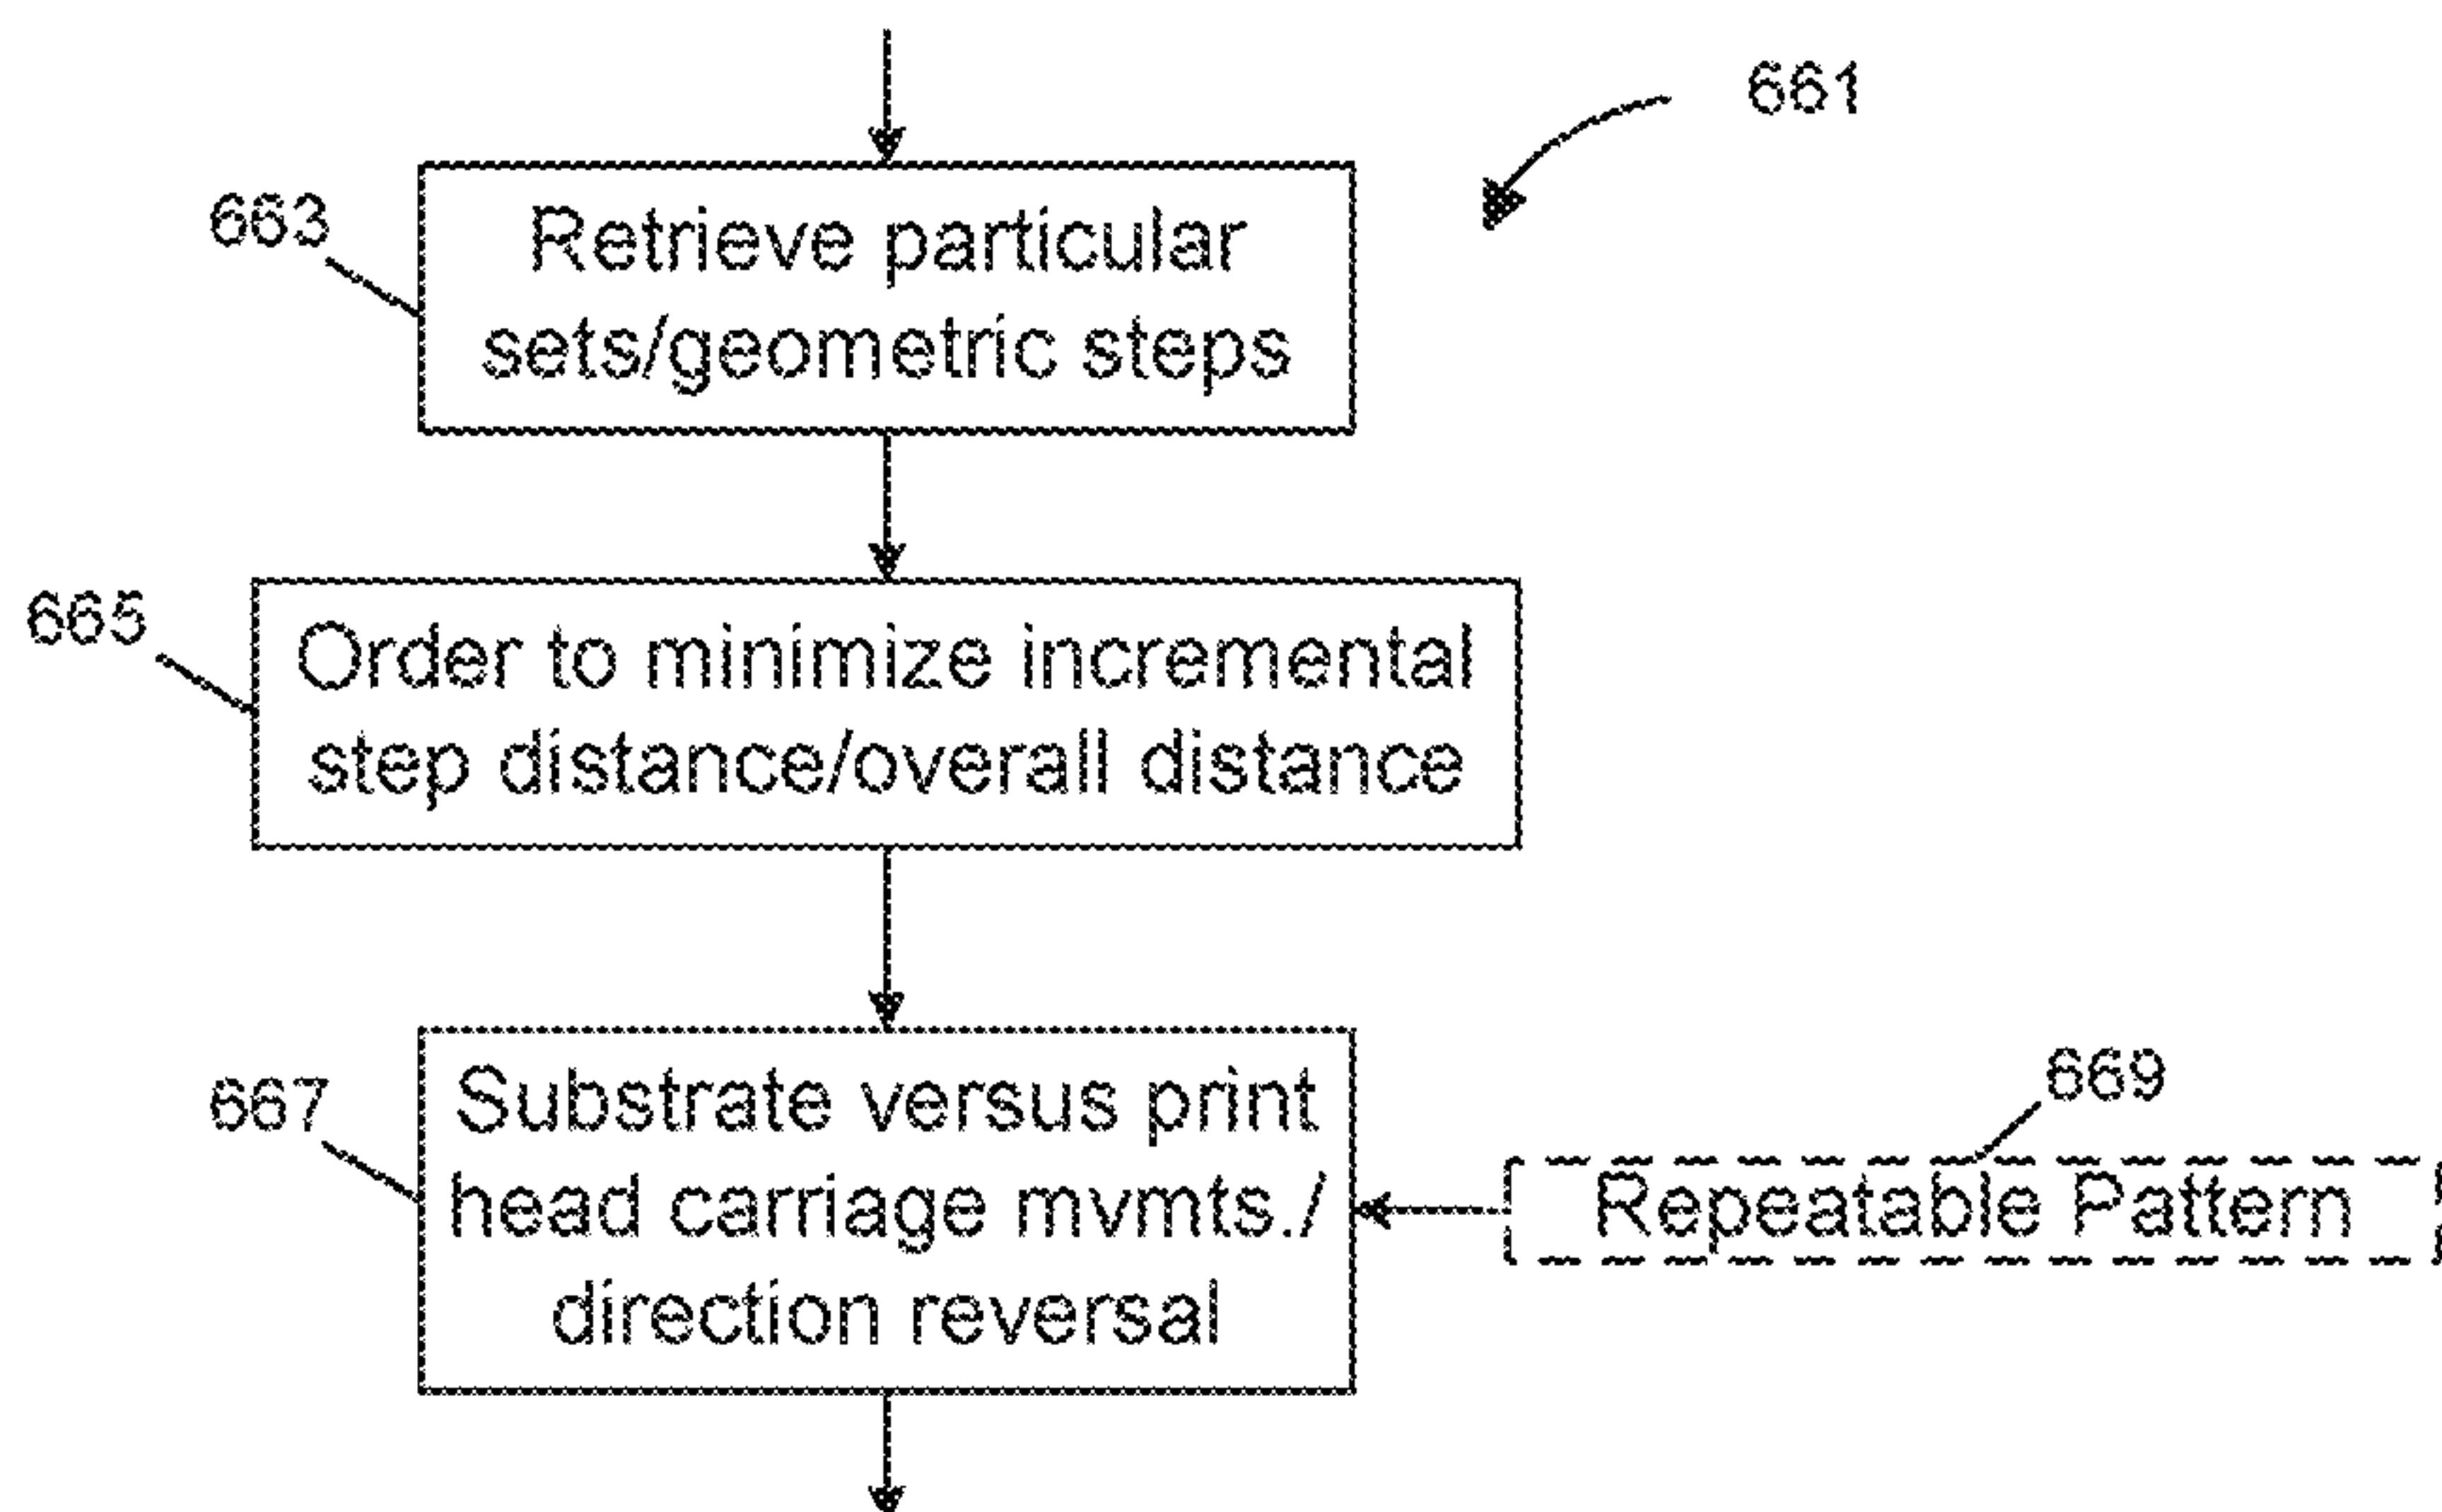 661
663
Retrieve particular
sets/geometric steps
665
Order to minimize incremental
step distance/overall distance
667
Substrate versus print
head carriage mvmts./
direction reversal
669
Repeatable Pattern